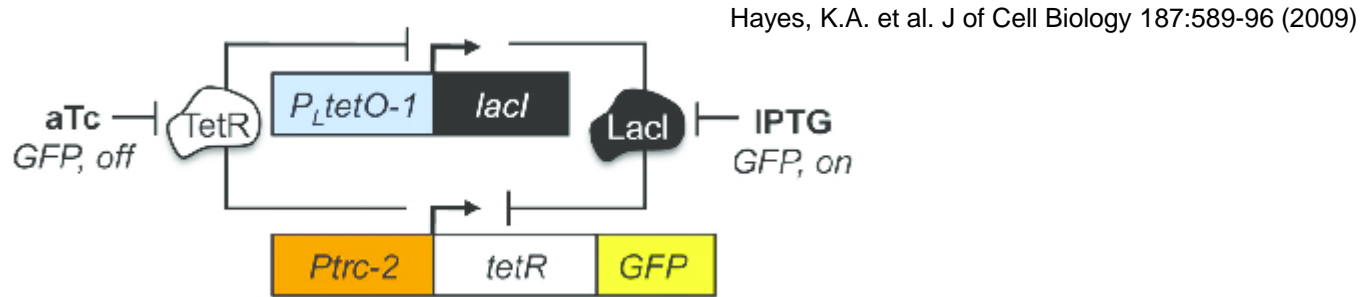 Hayes, K.A. et al. J of Cell Biology 187:589-96 (2009)
aTc
GFP, off
TetR
PLtetO-1
lacI
LacI
IPTG
GFP, on
Ptrc-2
tetR
GFP